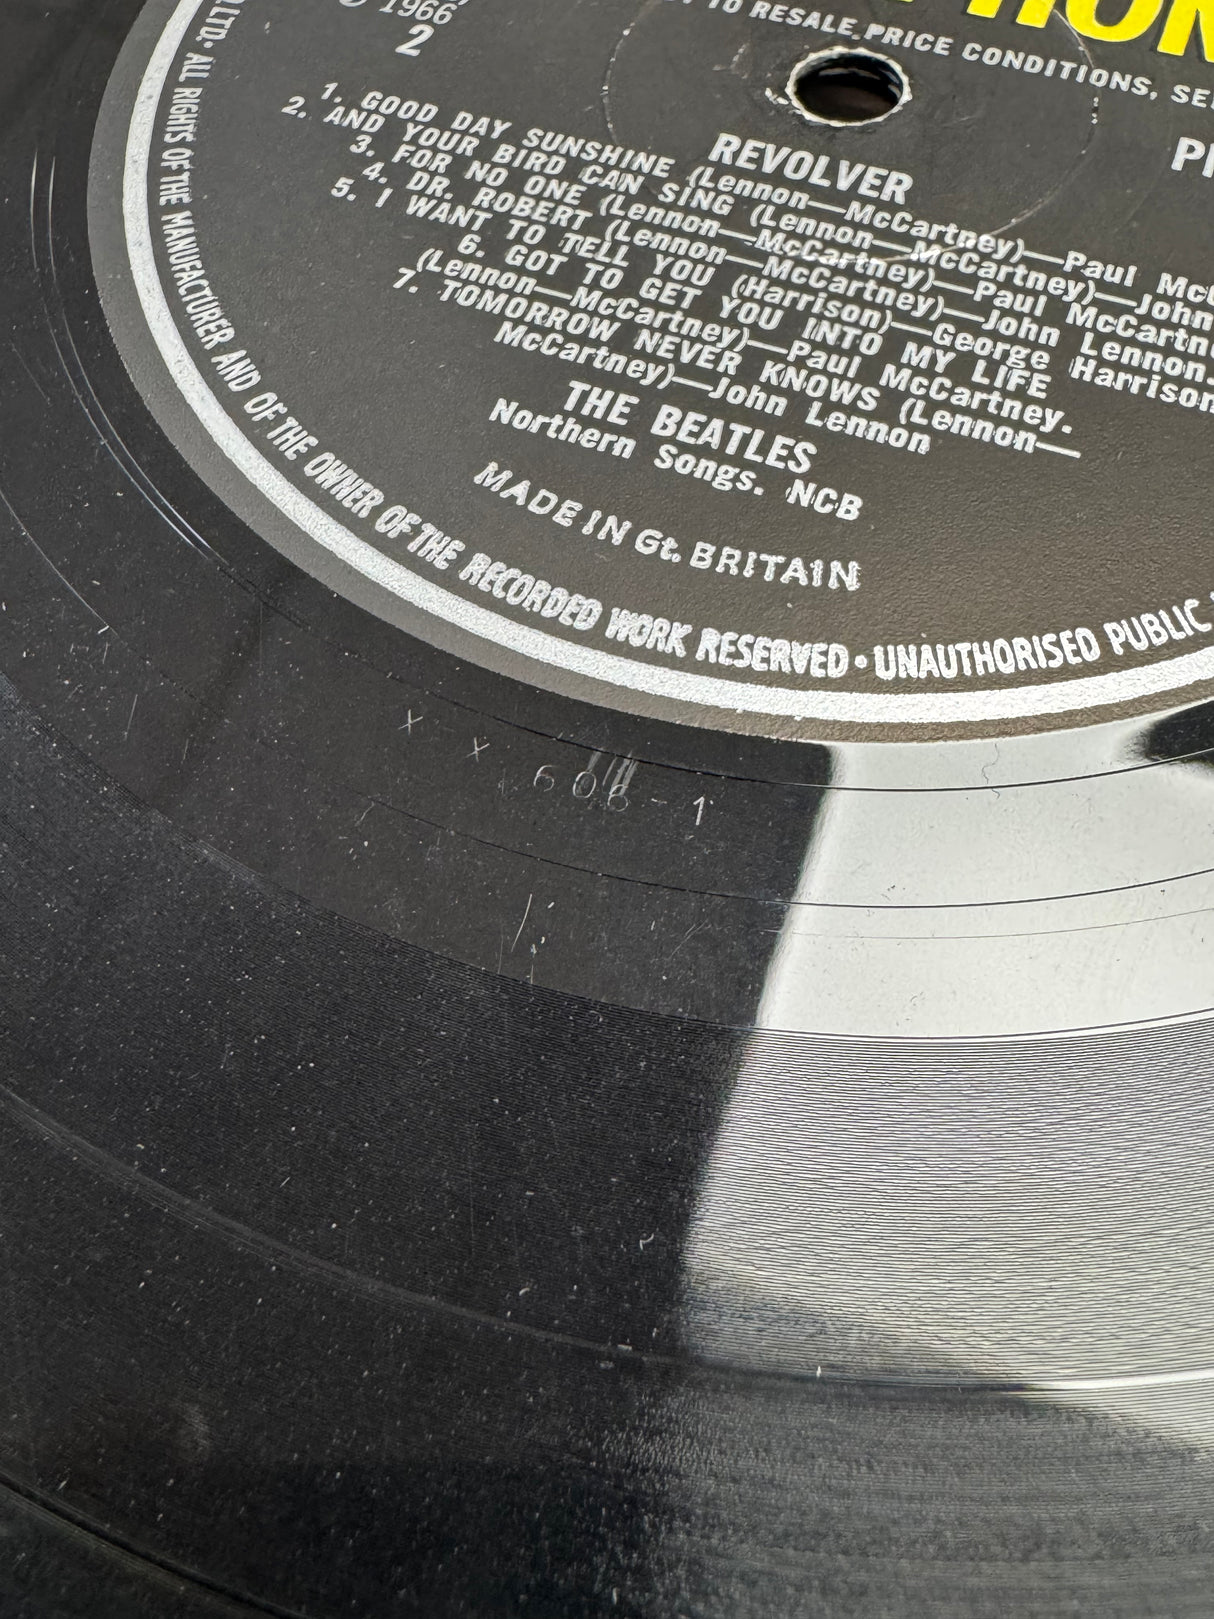 1966
2
TO RESALE PRICE CONDITIONS, SE
REVOLVER
1. GOOD DAY SUNSHINE (Lennon—McCartney)—Paul McC
2. AND YOUR BIRD CAN SING (Lennon—McCartney)—John
3. FOR NO ONE (Lennon—McCartney)—Paul McCartn
4. DR. ROBERT (Lennon—McCartney)—John Lennon.
5. I WANT TO TELL YOU (Harrison)—George Harrison
6. GOT TO GET YOU INTO MY LIFE
(Lennon—McCartney)—Paul McCartney.
7. TOMORROW NEVER KNOWS (Lennon—
McCartney)—John Lennon
THE BEATLES
Northern Songs. NCB
MADE IN Gt. BRITAIN
LTD. ALL RIGHTS OF THE MANUFACTURER AND OF THE OWNER OF THE RECORDED WORK RESERVED • UNAUTHORISED PUBLIC
X X 606 - 1